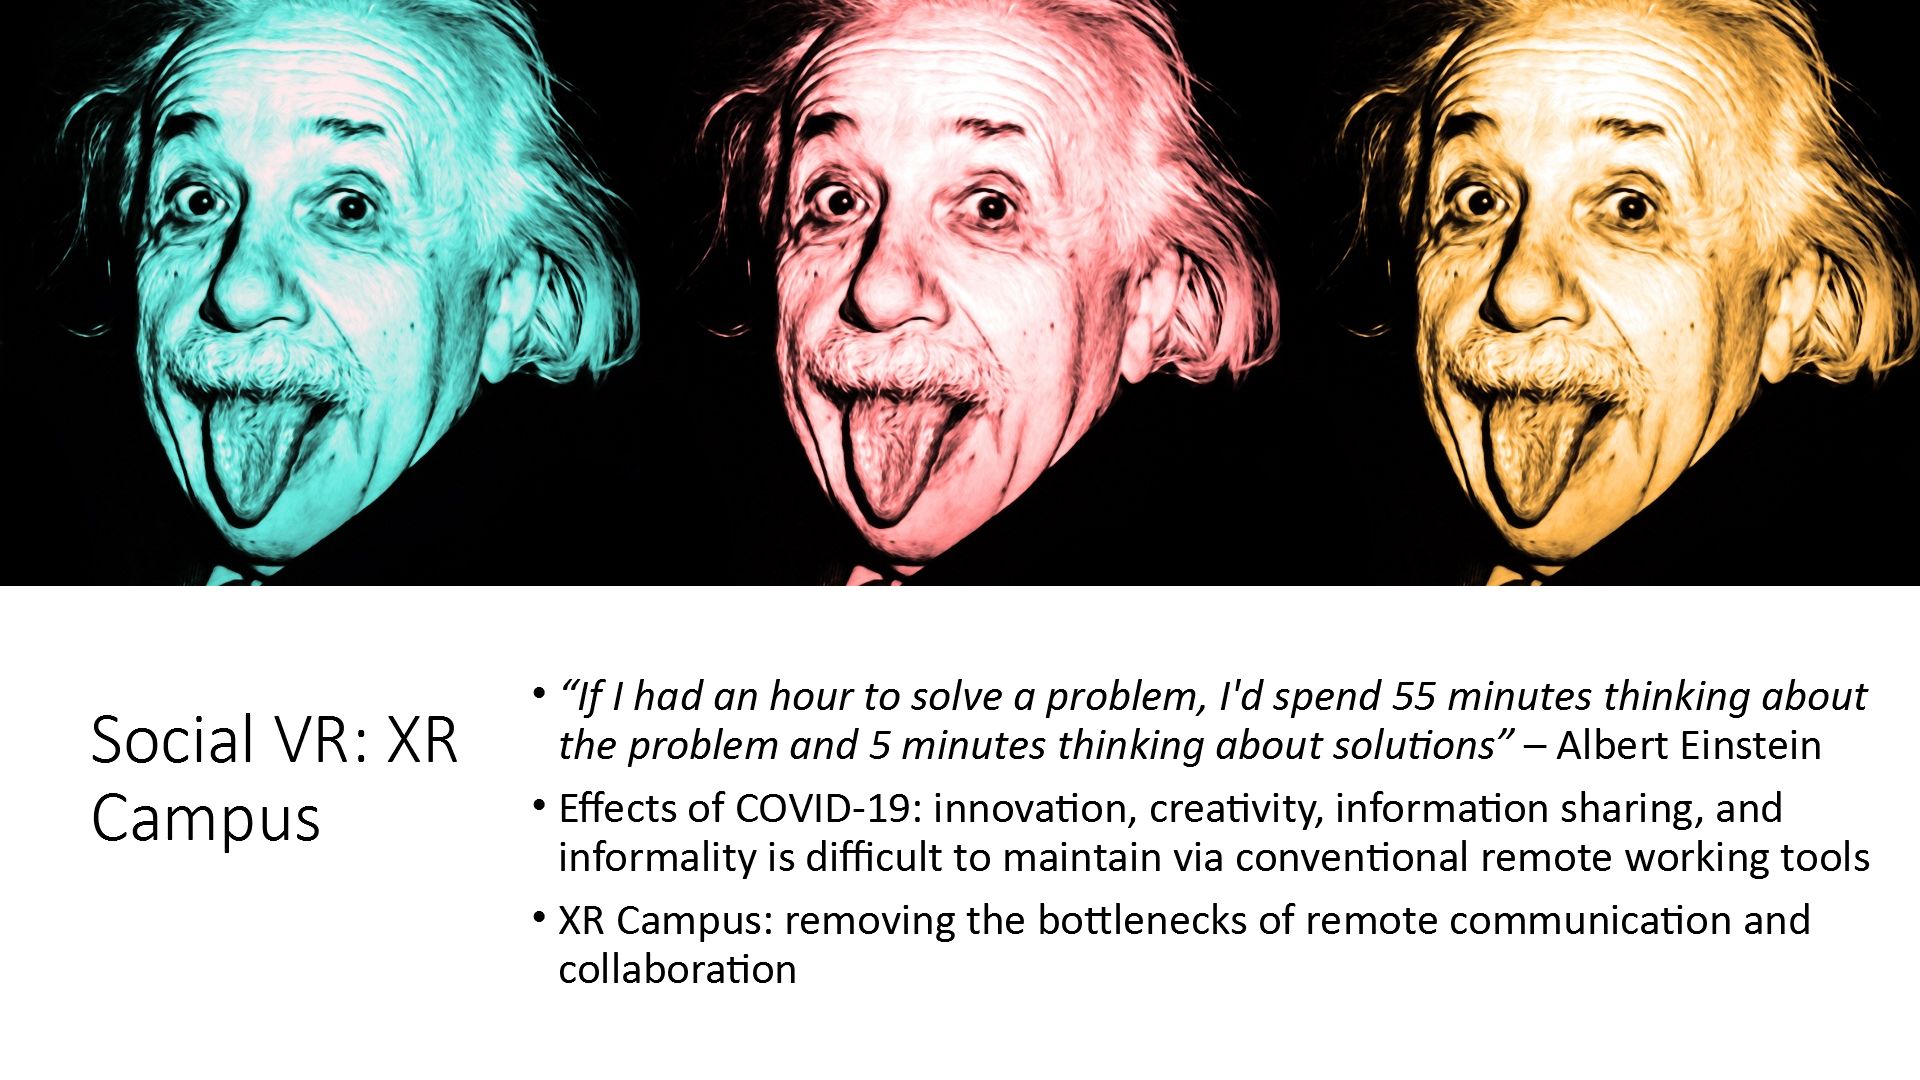 Social VR: XR
Campus
• “If I had an hour to solve a problem, I'd spend 55 minutes thinking about
the problem and 5 minutes thinking about solutions” – Albert Einstein
• Effects of COVID-19: innovation, creativity, information sharing, and
informality is difficult to maintain via conventional remote working tools
• XR Campus: removing the bottlenecks of remote communication and
collaboration